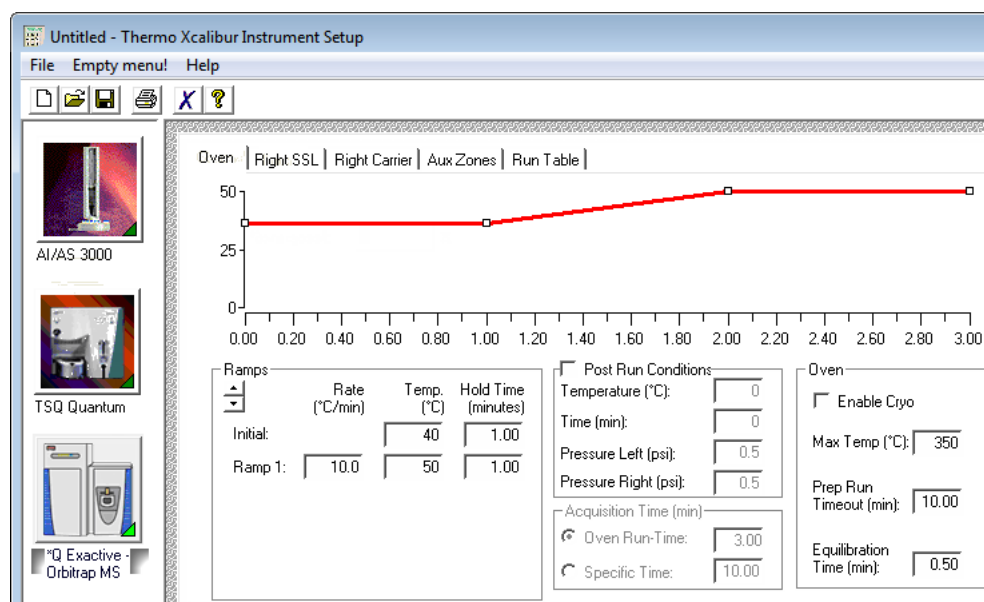 Untitled - Thermo Xcalibur Instrument Setup
File Empty menu! Help
Oven Right SSL Right Carrier Aux Zones Run Table
50
25
0
0.00 0.20 0.40 0.60 0.80 1.00 1.20 1.40 1.60 1.80 2.00 2.20 2.40 2.60 2.80 3.00
AI/AS 3000
TSQ Quantum
*Q Exactive -
Orbitrap MS
Ramps
Rate Temp. Hold Time
(°C/min) (°C) (minutes)
Initial: 40 1.00
Ramp 1: 10.0 50 1.00
Post Run Conditions
Temperature (°C): 0
Time (min): 0
Pressure Left (psi): 0.5
Pressure Right (psi): 0.5
Acquisition Time (min)
Oven Run-Time: 3.00
Specific Time: 10.00
Oven
Enable Cryo
Max Temp (°C): 350
Prep Run
Timeout (min): 10.00
Equilibration
Time (min): 0.50